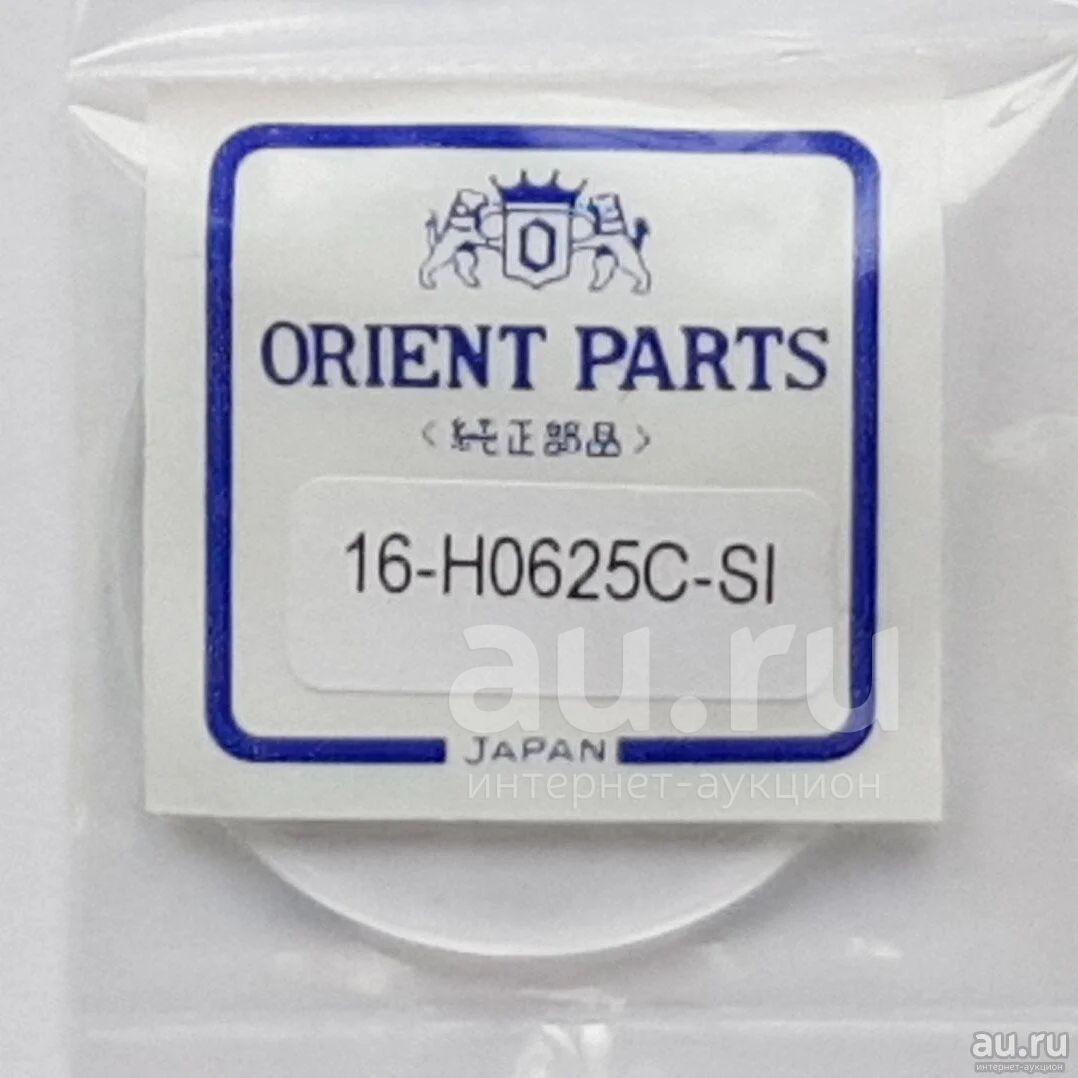 O
ORIENT PARTS
〈純正部品〉
16-H0625C-SI
au.ru
JAPAN
интернет-аукцион
au.ru
интернет-аукцион